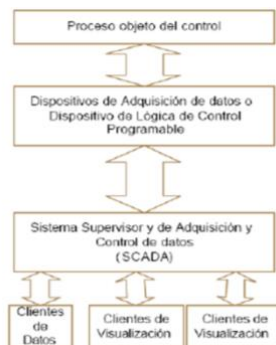 Proceso objeto del control
Dispositivos de Adquisición de datos o
Dispositivo de Lógica de Control
Programable
Sistema Supervisor y de Adquisición y
Control de datos
(SCADA)
Clientes
de
Datos
Clientes de
Visualización
Clientes de
Visualización